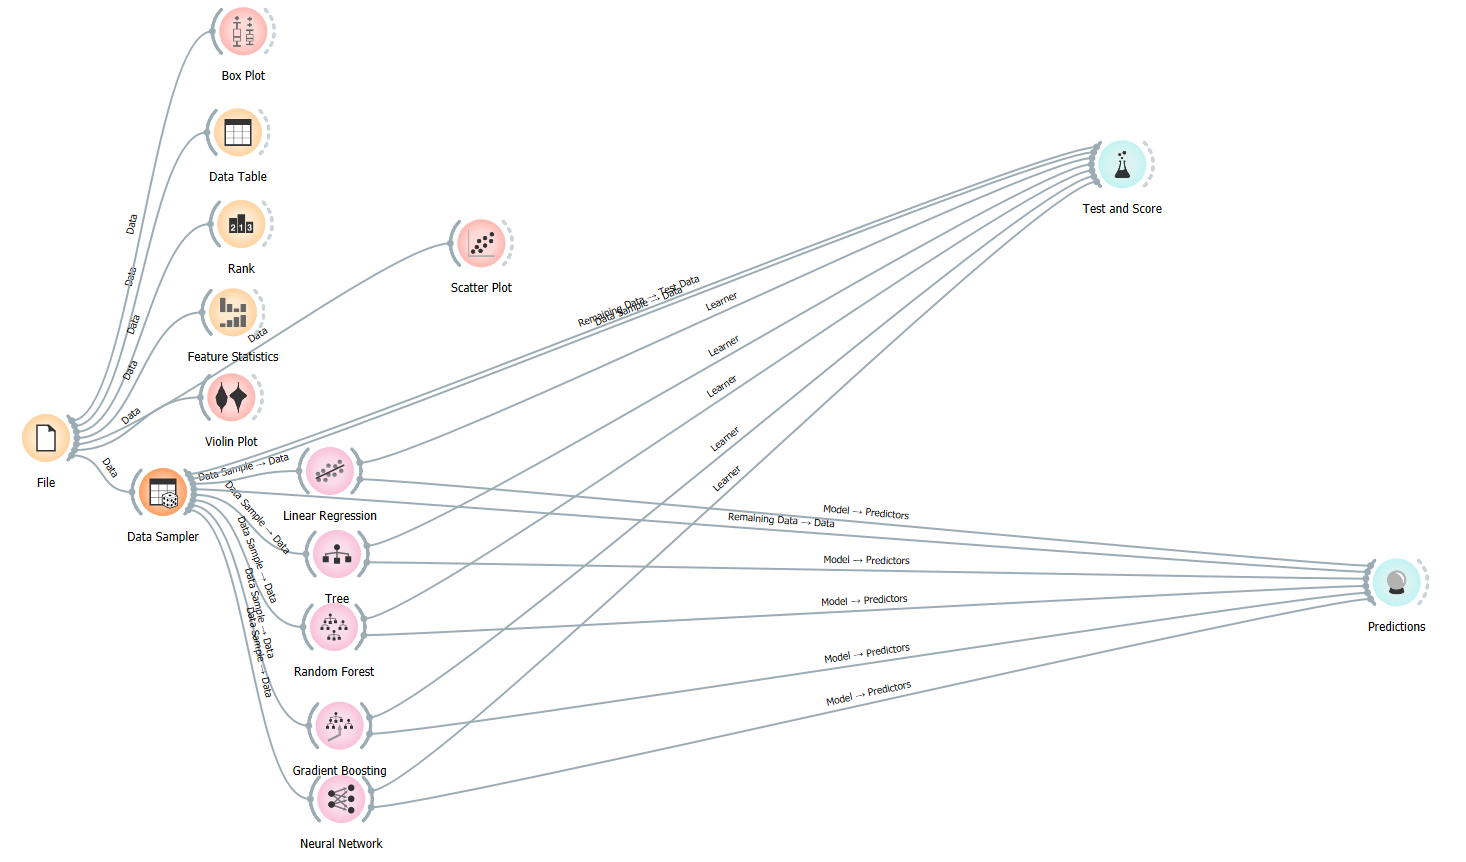 Box Plot
Data Table
Data
Rank
Data
Feature Statistics
Data
Data
Violin Plot
Data
Data
Scatter Plot
File
Data
Data Sampler
Remaining Data → Test Data
Data Sample → Data
Learner
Learner
Learner
Learner
Learner
Test and Score
Data Sample → Data
Linear Regression
Data Sample → Data
Tree
Data Sample → Data
Random Forest
Data Sample → Data
Gradient Boosting
Data Sample → Data
Neural Network
Model → Predictors
Remaining Data → Data
Model → Predictors
Model → Predictors
Model → Predictors
Model → Predictors
Predictions
2 1 3